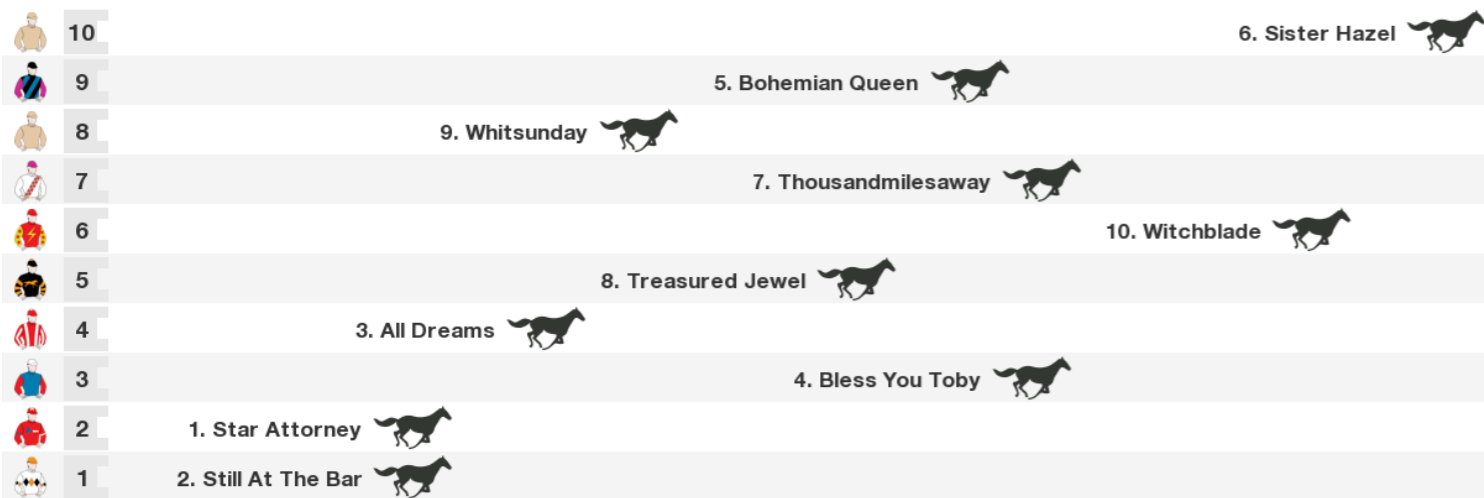 10 6. Sister Hazel
9 5. Bohemian Queen
8 9. Whitsunday
7 7. Thousandmilesaway
6 10. Witchblade
5 8. Treasured Jewel
4 3. All Dreams
3 4. Bless You Toby
2 1. Star Attorney
1 2. Still At The Bar